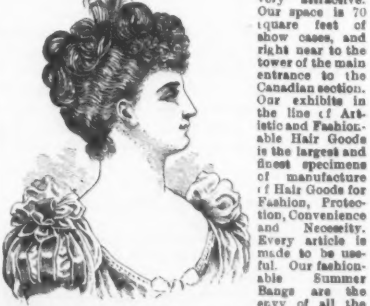 very attractive.
Our space is 70
square feet of
show cases, and
right near to the
tower of the main
entrance to the
Canadian section.
Our exhibits in
the line of Art-
istic and Fashion-
able Hair Goods
is the largest and
finest specimens
of manufacture
of Hair Goods for
Fashion, Protec-
tion, Convenience
and Necessity.
Every article is
made to be use-
ful. Our fashion-
able Summer
Bangs are the
envy of all the